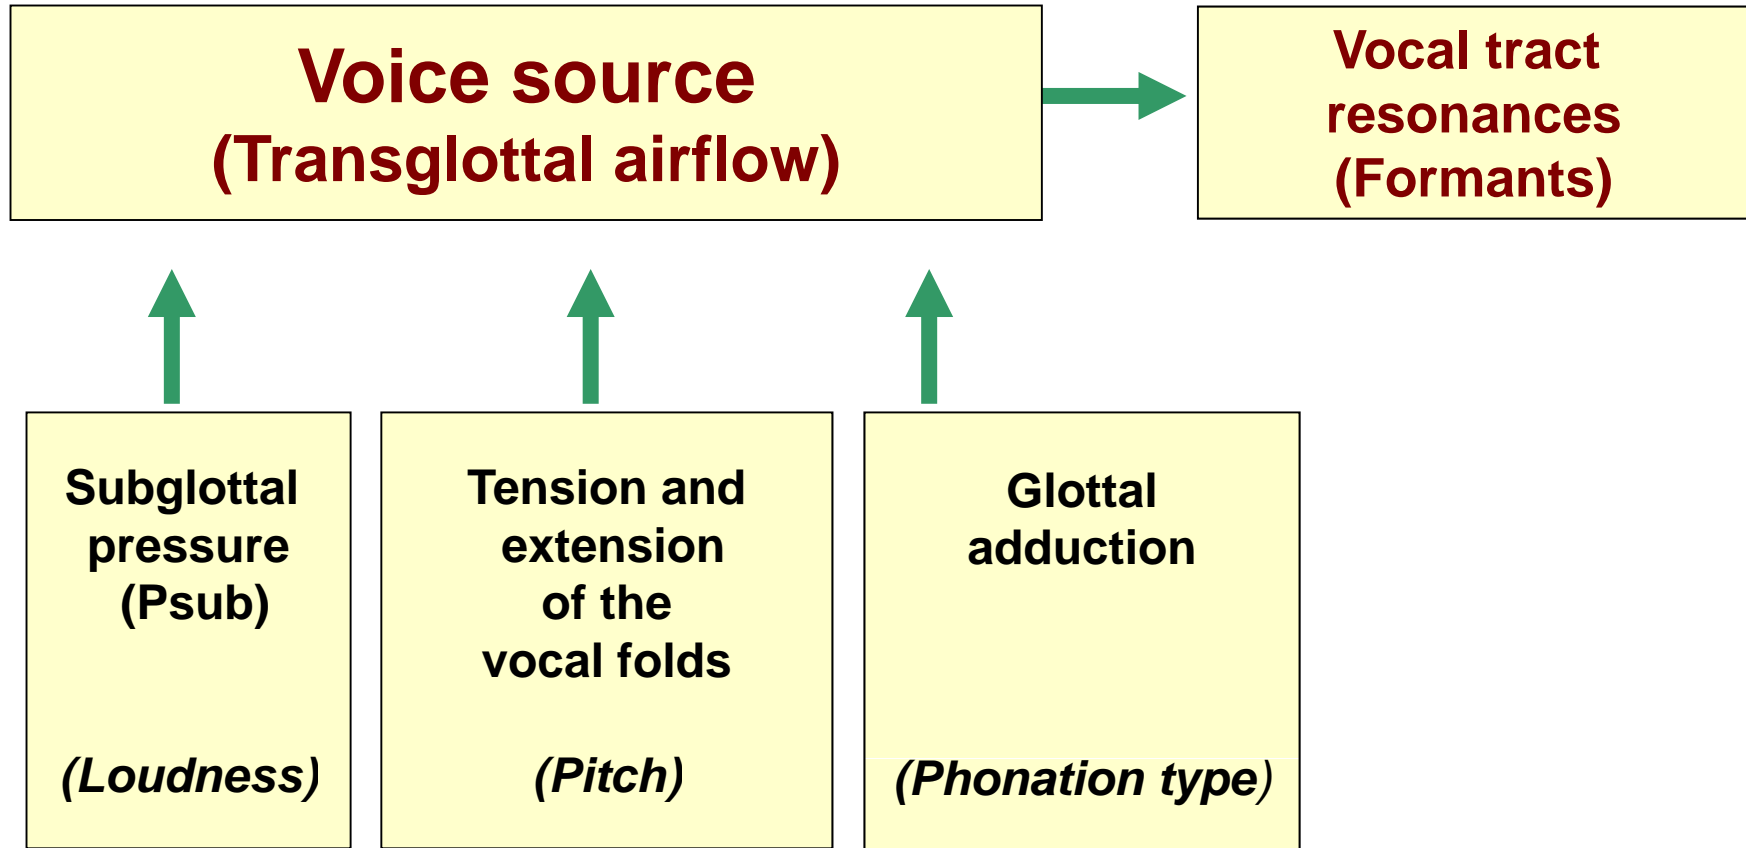 Voice source
(Transglottal airflow)
Vocal tract
resonances
(Formants)
Subglottal
pressure
(Psub)
(Loudness)
Tension and
extension
of the
vocal folds
(Pitch)
Glottal
adduction
(Phonation type)